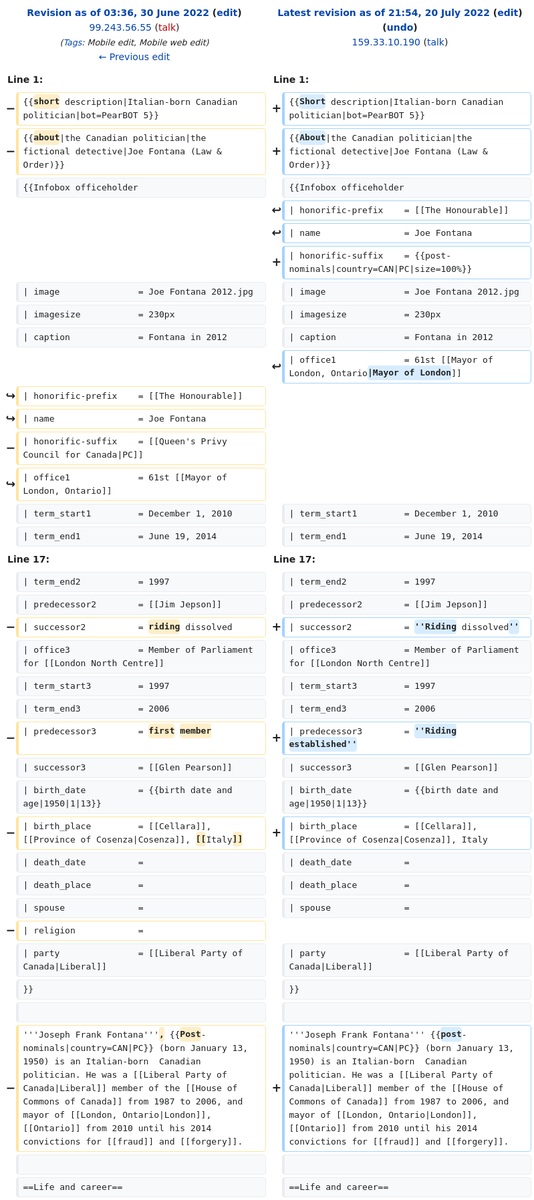 Revision as of 03:36, 30 June 2022 (edit)
99.243.56.55 (talk)
(Tags: Mobile edit, Mobile web edit)
← Previous edit
Latest revision as of 21:54, 20 July 2022 (edit)
(undo)
159.33.10.190 (talk)
Line 1:
Line 1:
− {{short description|Italian-born Canadian
politician|bot=PearBOT 5}}
+ {{Short description|Italian-born Canadian
politician|bot=PearBOT 5}}
− {{about|the Canadian politician|the
fictional detective|Joe Fontana (Law &
Order)}}
+ {{About|the Canadian politician|the
fictional detective|Joe Fontana (Law &
Order)}}
{{Infobox officeholder
{{Infobox officeholder
↩ | honorific-prefix = [[The Honourable]]
↩ | name = Joe Fontana
+ | honorific-suffix = {{post-
nominals|country=CAN|PC|size=100%}}
| image = Joe Fontana 2012.jpg
| image = Joe Fontana 2012.jpg
| imagesize = 230px
| imagesize = 230px
| caption = Fontana in 2012
| caption = Fontana in 2012
↩ | office1 = 61st [[Mayor of
London, Ontario|Mayor of London]]
↪ | honorific-prefix = [[The Honourable]]
↪ | name = Joe Fontana
− | honorific-suffix = [[Queen's Privy
Council for Canada|PC]]
↪ | office1 = 61st [[Mayor of
London, Ontario]]
| term_start1 = December 1, 2010
| term_start1 = December 1, 2010
| term_end1 = June 19, 2014
| term_end1 = June 19, 2014
Line 17:
Line 17:
| term_end2 = 1997
| term_end2 = 1997
| predecessor2 = [[Jim Jepson]]
| predecessor2 = [[Jim Jepson]]
− | successor2 = riding dissolved
+ | successor2 = ''Riding dissolved''
| office3 = Member of Parliament
for [[London North Centre]]
| office3 = Member of Parliament
for [[London North Centre]]
| term_start3 = 1997
| term_start3 = 1997
| term_end3 = 2006
| term_end3 = 2006
− | predecessor3 = first member
+ | predecessor3 = ''Riding
established''
| successor3 = [[Glen Pearson]]
| successor3 = [[Glen Pearson]]
| birth_date = {{birth date and
age|1950|1|13}}
| birth_date = {{birth date and
age|1950|1|13}}
− | birth_place = [[Cellara]],
[[Province of Cosenza|Cosenza]], [[Italy]]
+ | birth_place = [[Cellara]],
[[Province of Cosenza|Cosenza]], Italy
| death_date =
| death_date =
| death_place =
| death_place =
| spouse =
| spouse =
− | religion =
| party = [[Liberal Party of
Canada|Liberal]]
| party = [[Liberal Party of
Canada|Liberal]]
}}
}}
− '''Joseph Frank Fontana''', {{Post-
nominals|country=CAN|PC}} (born January 13,
1950) is an Italian-born Canadian
politician. He was a [[Liberal Party of
Canada|Liberal]] member of the [[House of
Commons of Canada]] from 1987 to 2006, and
mayor of [[London, Ontario|London]],
[[Ontario]] from 2010 until his 2014
convictions for [[fraud]] and [[forgery]].
+ '''Joseph Frank Fontana''' {{post-
nominals|country=CAN|PC}} (born January 13,
1950) is an Italian-born Canadian
politician. He was a [[Liberal Party of
Canada|Liberal]] member of the [[House of
Commons of Canada]] from 1987 to 2006, and
mayor of [[London, Ontario|London]],
[[Ontario]] from 2010 until his 2014
convictions for [[fraud]] and [[forgery]].
==Life and career==
==Life and career==